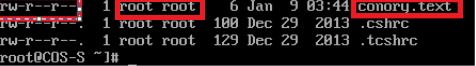 rw-r--r--. 1 root root 6 Jan 9 03:44 conory.text
rw-r--r--. 1 root root 100 Dec 29 2013 .cshrc
rw-r--r--. 1 root root 129 Dec 29 2013 .tcshrc
root@COS-S ~]#